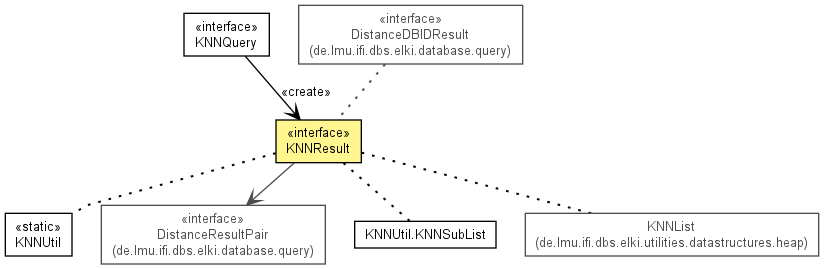 «interface»
KNNQuery
«interface»
DistanceDBIDResult
(de.lmu.ifi.dbs.elki.database.query)
«create»
«interface»
KNNResult
«static»
KNNUtil
«interface»
DistanceResultPair
(de.lmu.ifi.dbs.elki.database.query)
KNNUtil.KNNSubList
KNNList
(de.lmu.ifi.dbs.elki.utilities.datastructures.heap)